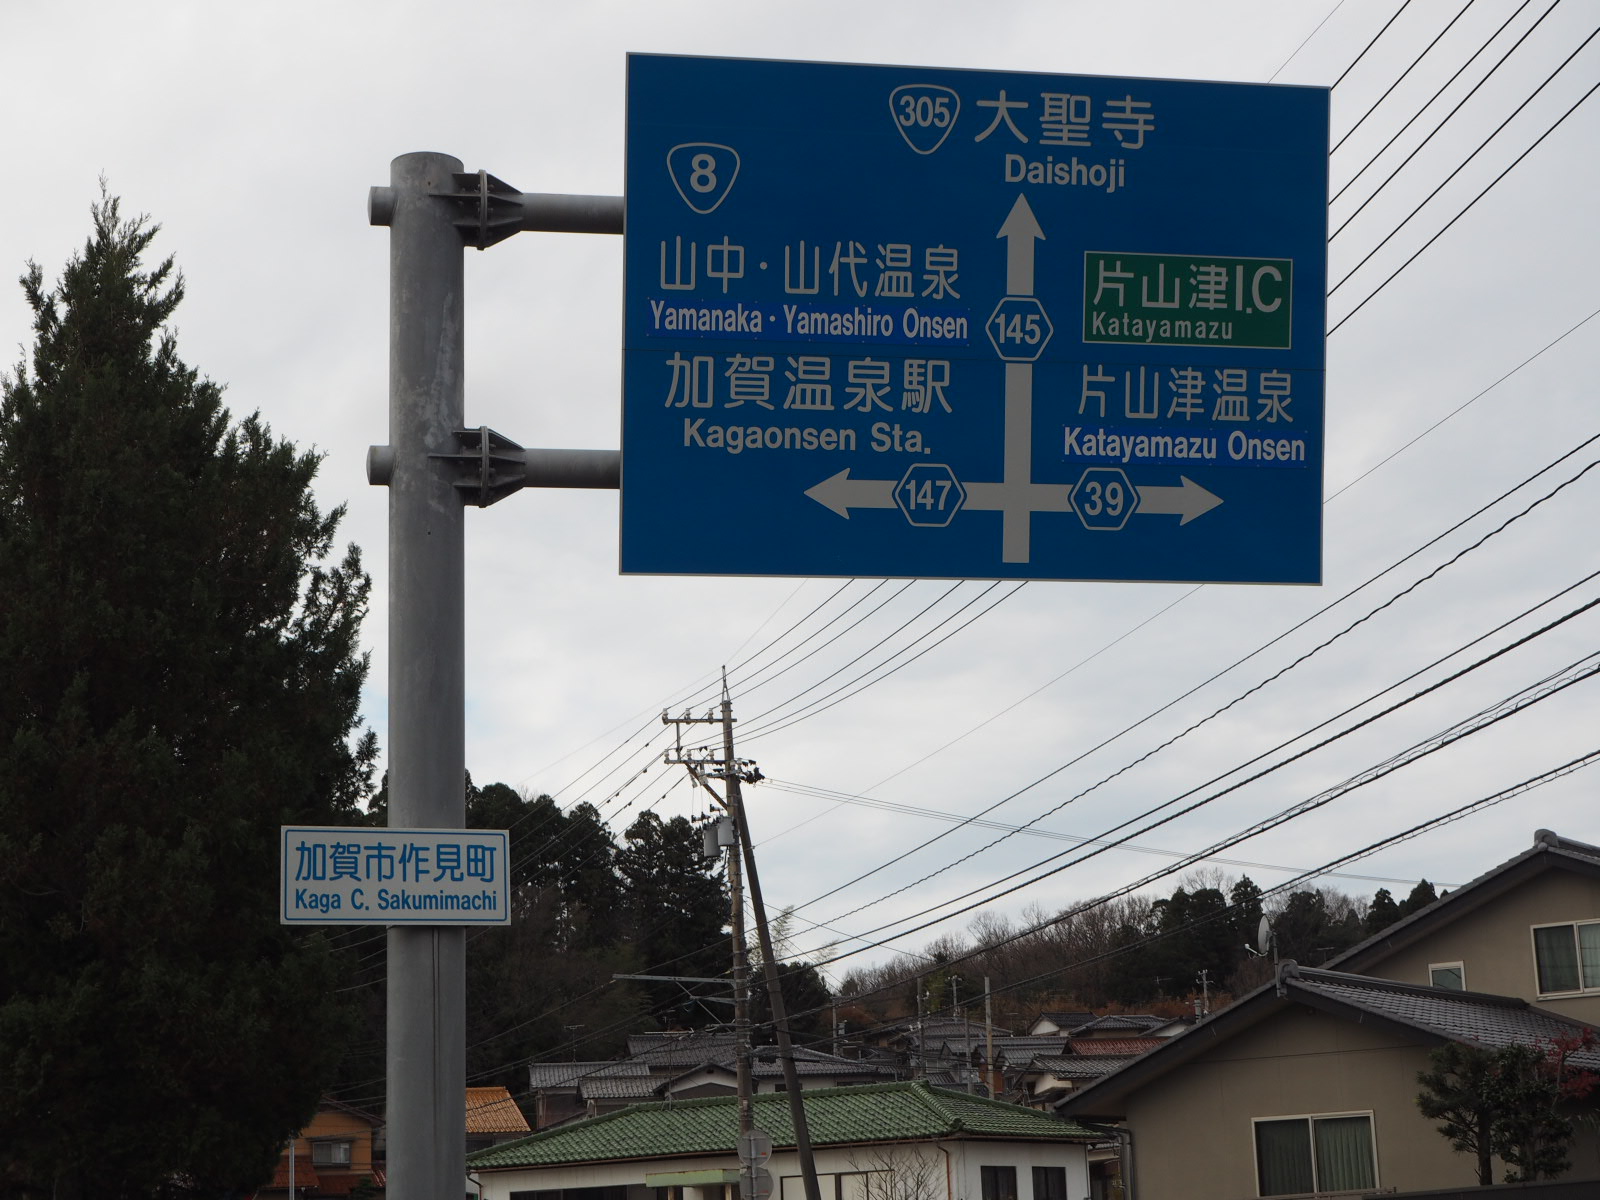 305 大聖寺
Daishoji
8
山中・山代温泉
Yamanaka・Yamashiro Onsen
加賀温泉駅
Kagaonsen Sta.
145
片山津I.C
Katayamazu
片山津温泉
Katayamazu Onsen
147
39
加賀市作見町
Kaga C. Sakumimachi